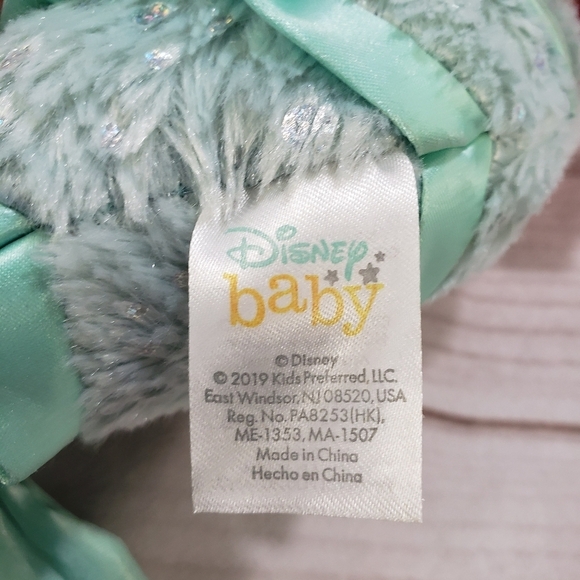 Disney
baby
© Disney
© 2019 Kids Preferred, LLC.
East Windsor, NJ 08520, USA
Reg. No. PA8253(HK),
ME-1353, MA-1507
Made in China
Hecho en China